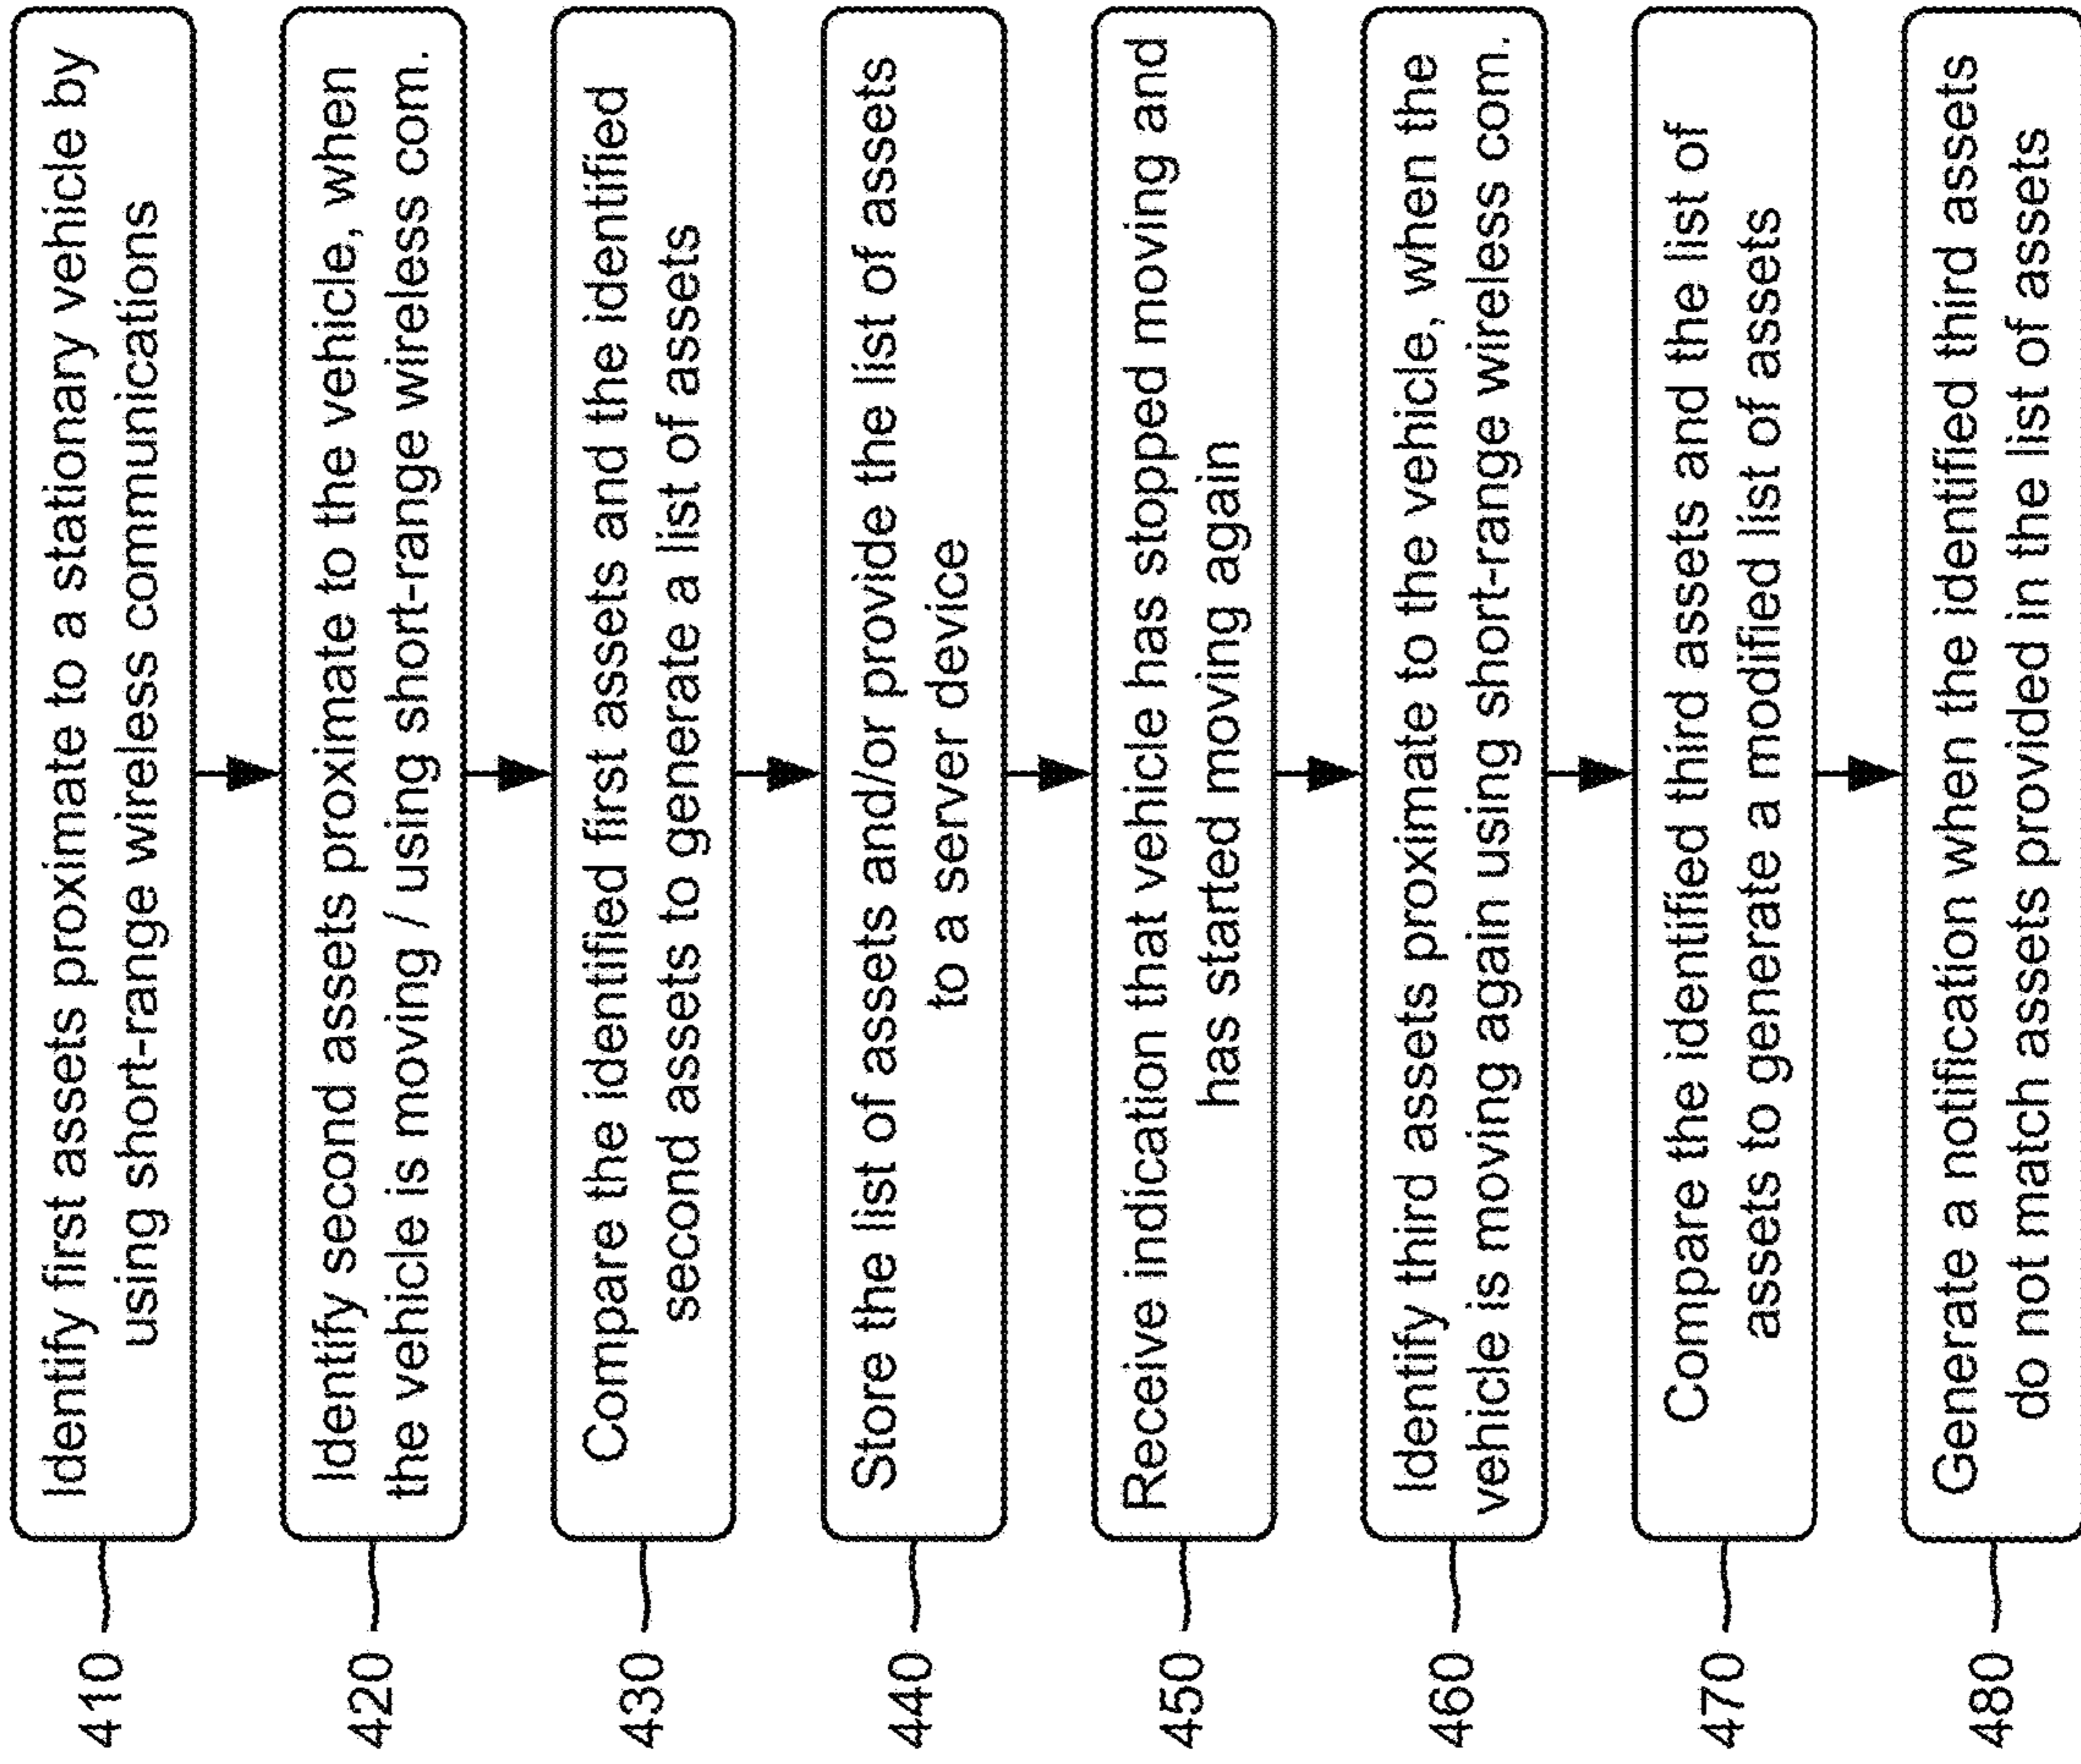 410
Identify first assets proximate to a stationary vehicle by
using short-range wireless communications
420
Identify second assets proximate to the vehicle, when
the vehicle is moving / using short-range wireless com.
430
Compare the identified first assets and the identified
second assets to generate a list of assets
440
Store the list of assets and/or provide the list of assets
to a server device
450
Receive indication that vehicle has stopped moving and
has started moving again
460
Identify third assets proximate to the vehicle, when the
vehicle is moving again using short-range wireless com.
470
Compare the identified third assets and the list of
assets to generate a modified list of assets
480
Generate a notification when the identified third assets
do not match assets provided in the list of assets